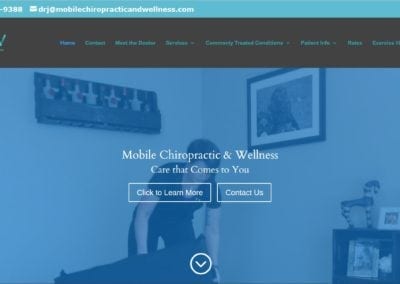 -9388 drj@mobilechiropracticandwellness.com
Home Contact Meet the Doctor Services Commonly Treated Conditions Patient Info Rates Exercise
Mobile Chiropractic & Wellness
Care that Comes to You
Click to Learn More Contact Us